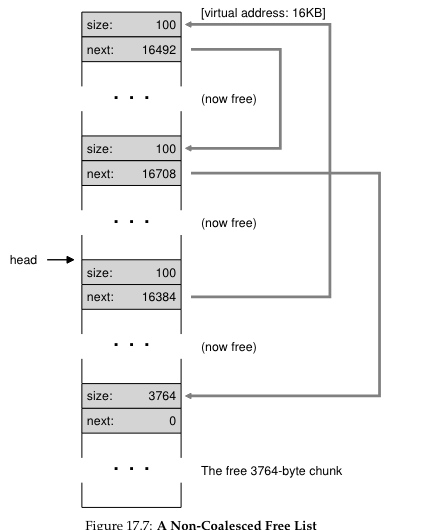 [virtual address: 16KB]
size: 100
next: 16492
. . . (now free)
size: 100
next: 16708
. . . (now free)
head
size: 100
next: 16384
. . . (now free)
size: 3764
next: 0
. . . The free 3764-byte chunk
Figure 17.7: A Non-Coalesced Free List